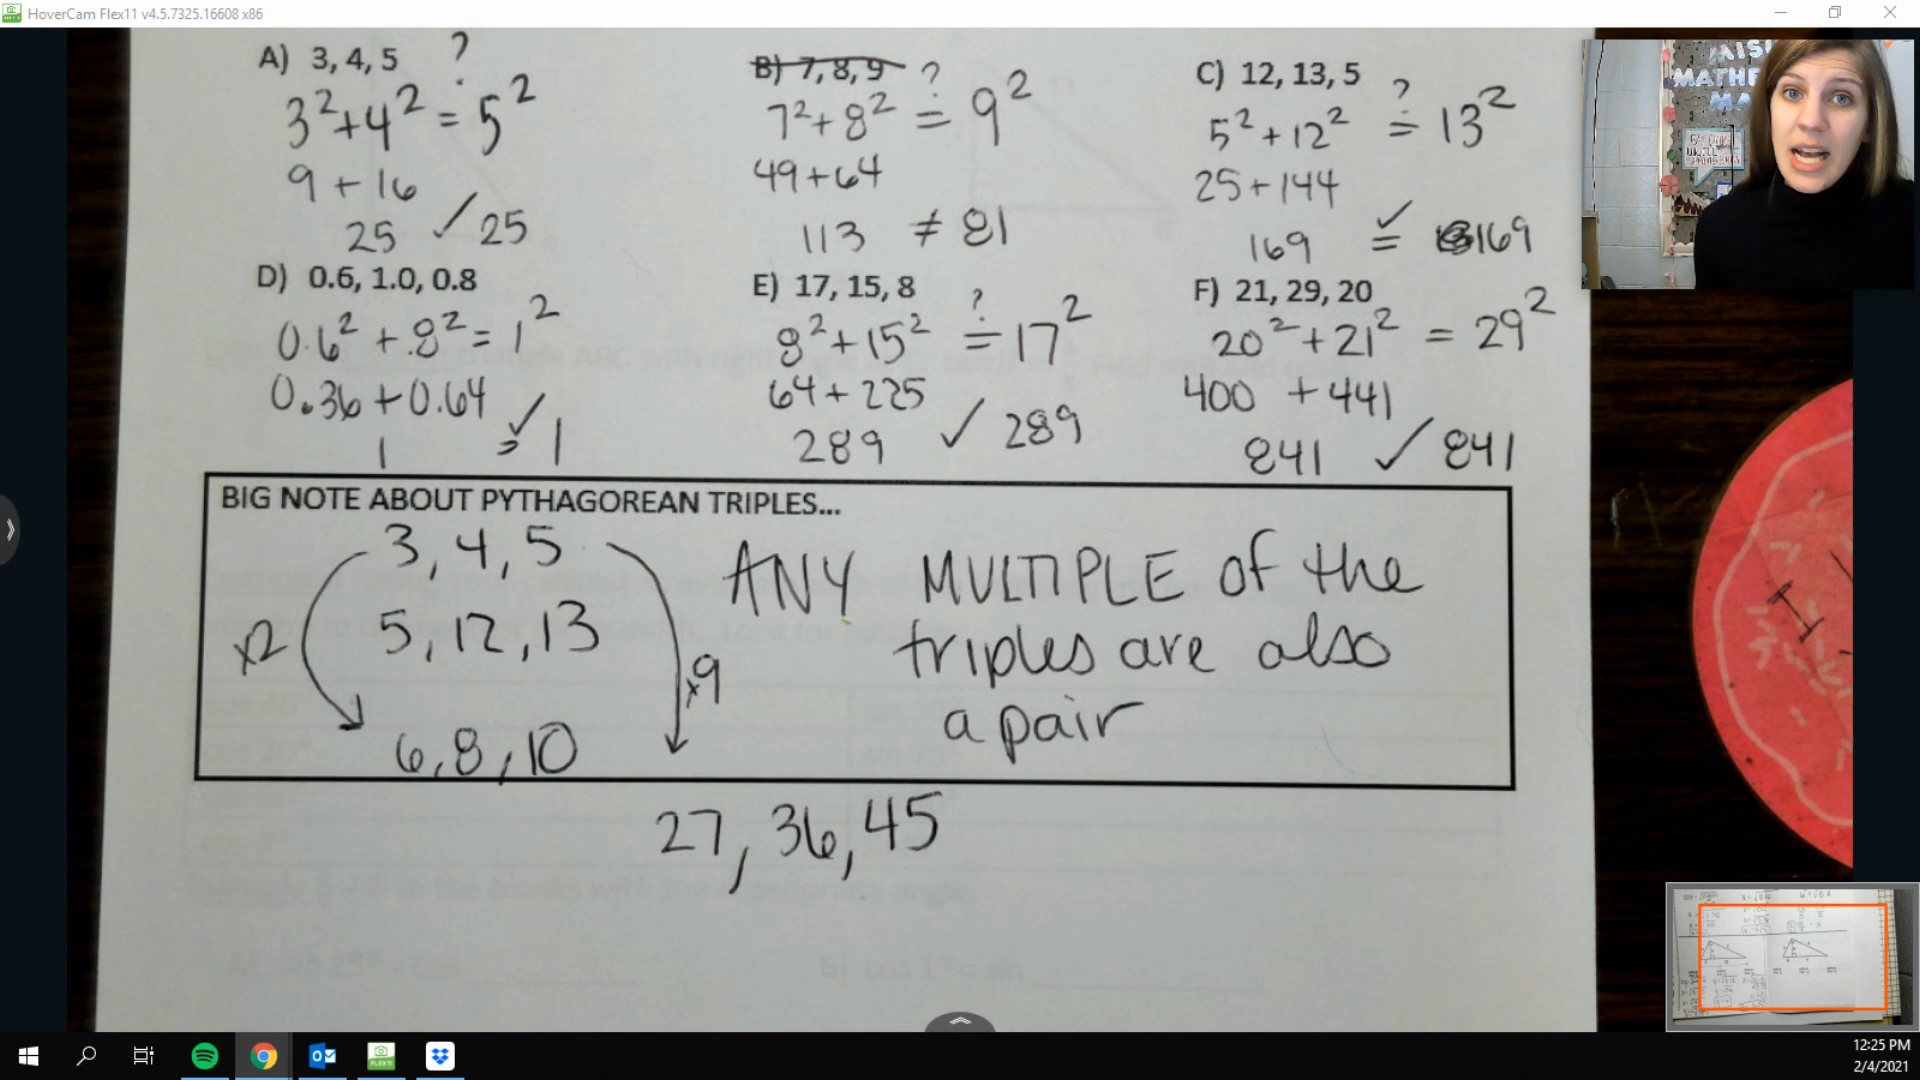 HoverCam Flex11 v4.5.7325.16608 x86
A) 3, 4, 5
3²+4² ?= 5²
9 + 16
25 ✓ 25
B) 7, 8, 9
7²+8² ?= 9²
49+64
113 ≠ 81
C) 12, 13, 5
5²+12² ?= 13²
25+144
169 ✓= 169
D) 0.6, 1.0, 0.8
0.6² + .8² = 1²
0.36+0.64
1 ✓= 1
E) 17, 15, 8
8²+15² ?= 17²
64+225
289 ✓ 289
F) 21, 29, 20
20²+21² = 29²
400 +441
841 ✓ 841
BIG NOTE ABOUT PYTHAGOREAN TRIPLES...
3, 4, 5
5, 12, 13
x2
x9
6, 8, 10
ANY MULTIPLE of the
triples are also
a pair
27, 36, 45
MATHE
MA
12:25 PM
2/4/2021